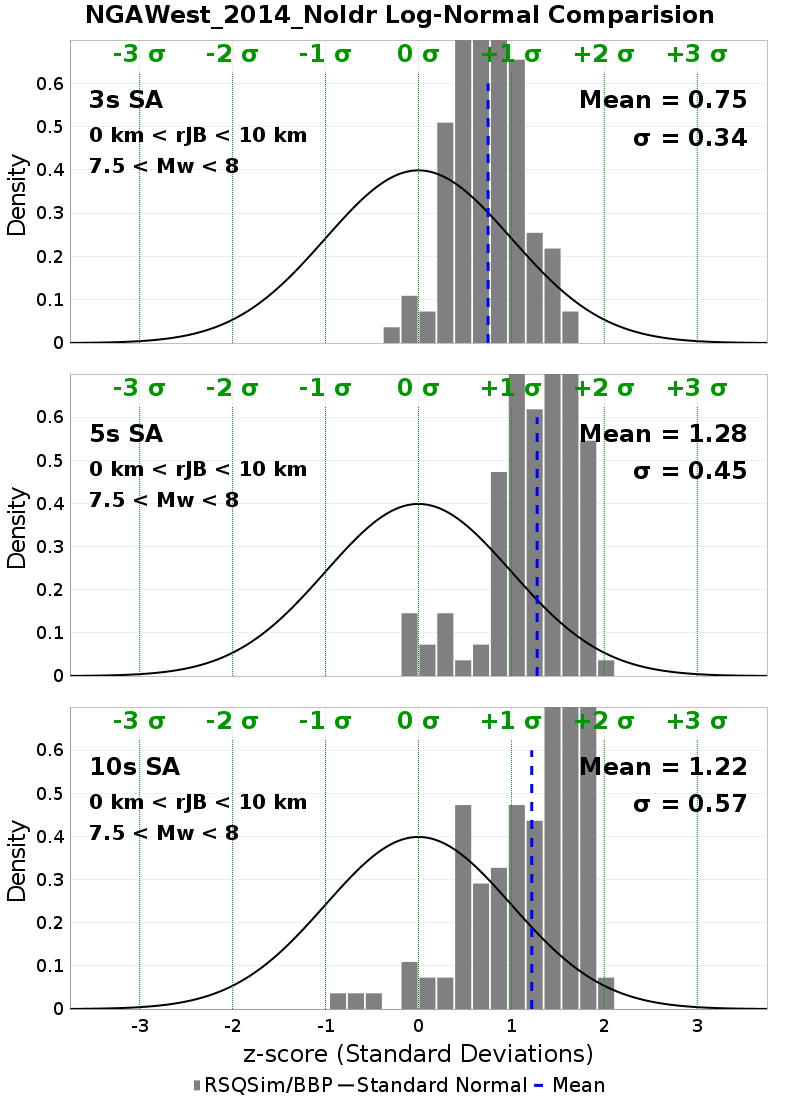 NGAWest_2014_NoIdr Log-Normal Comparision
-3 σ -2 σ -1 σ 0 σ +1 σ +2 σ +3 σ
3s SA
Mean = 0.75
0 km < rJB < 10 km
σ = 0.34
7.5 < Mw < 8
Density
0.6
0.5
0.4
0.3
0.2
0.1
0
-3 σ -2 σ -1 σ 0 σ +1 σ +2 σ +3 σ
5s SA
Mean = 1.28
0 km < rJB < 10 km
σ = 0.45
7.5 < Mw < 8
Density
0.6
0.5
0.4
0.3
0.2
0.1
0
-3 σ -2 σ -1 σ 0 σ +1 σ +2 σ +3 σ
10s SA
Mean = 1.22
0 km < rJB < 10 km
σ = 0.57
7.5 < Mw < 8
Density
0.6
0.5
0.4
0.3
0.2
0.1
0
-3 -2 -1 0 1 2 3
z-score (Standard Deviations)
RSQSim/BBP Standard Normal Mean